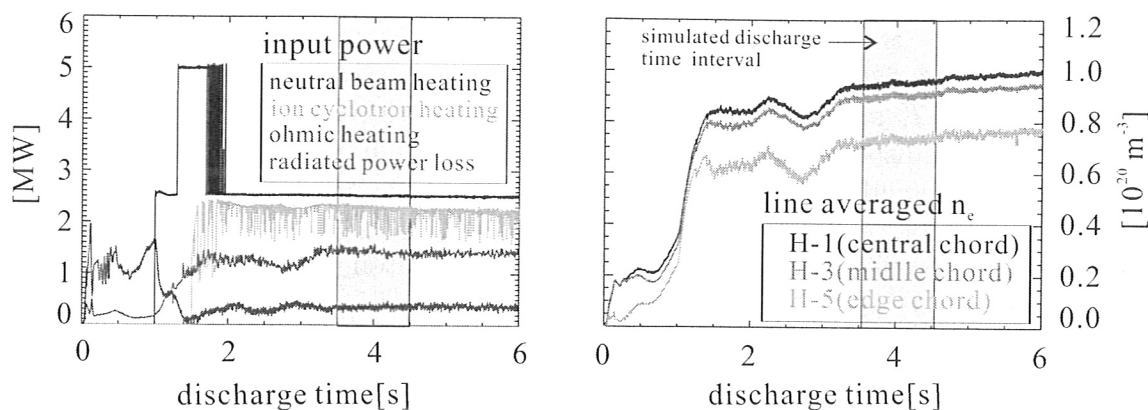 6
5
4
3
2
1
0
[MW]
input power
neutral beam heating
ion cyclotron heating
ohmic heating
radiated power loss
0 2 4 6
discharge time[s]
simulated discharge
time interval
line averaged nₑ
H-1(central chord)
H-3(midlle chord)
H-5(edge chord)
1.2
1.0
0.8
0.6
0.4
0.2
0.0
[10²⁰ m⁻³]
0 2 4 6
discharge time[s]